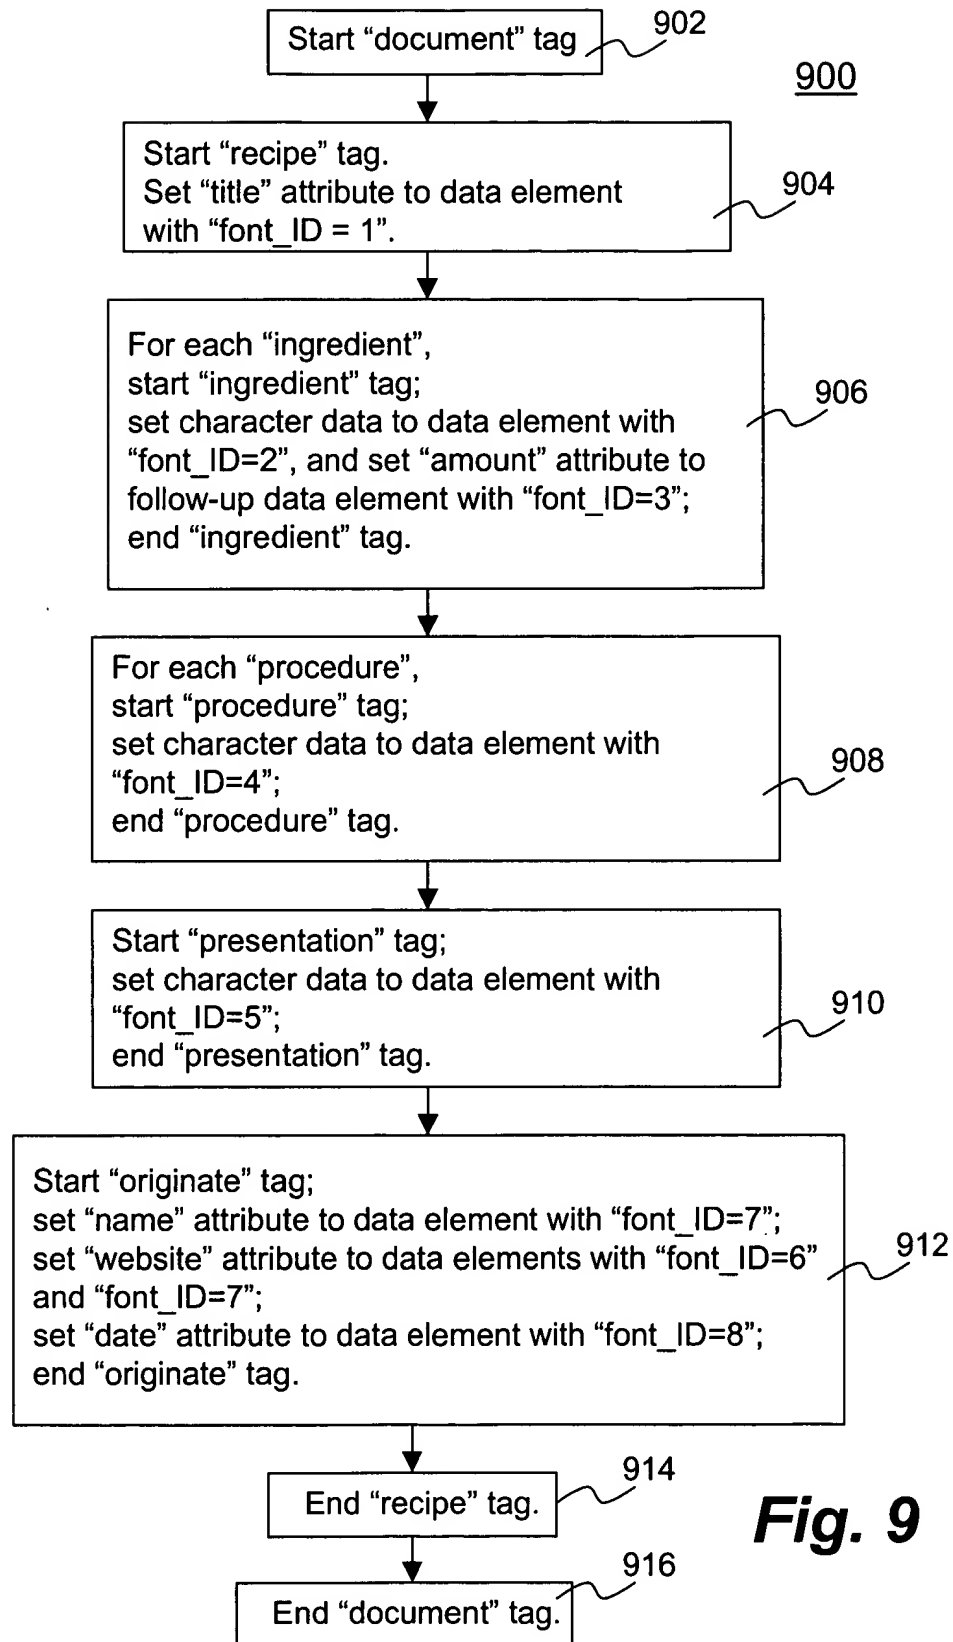 Start “document” tag
902
900
Start “recipe” tag.
Set “title” attribute to data element
with “font_ID = 1”.
904
For each “ingredient”,
start “ingredient” tag;
set character data to data element with
“font_ID=2”, and set “amount” attribute to
follow-up data element with “font_ID=3”;
end “ingredient” tag.
906
For each “procedure”,
start “procedure” tag;
set character data to data element with
“font_ID=4”;
end “procedure” tag.
908
Start “presentation” tag;
set character data to data element with
“font_ID=5”;
end “presentation” tag.
910
Start “originate” tag;
set “name” attribute to data element with “font_ID=7”;
set “website” attribute to data elements with “font_ID=6”
and “font_ID=7”;
set “date” attribute to data element with “font_ID=8”;
end “originate” tag.
912
End “recipe” tag.
914
Fig. 9
End “document” tag.
916